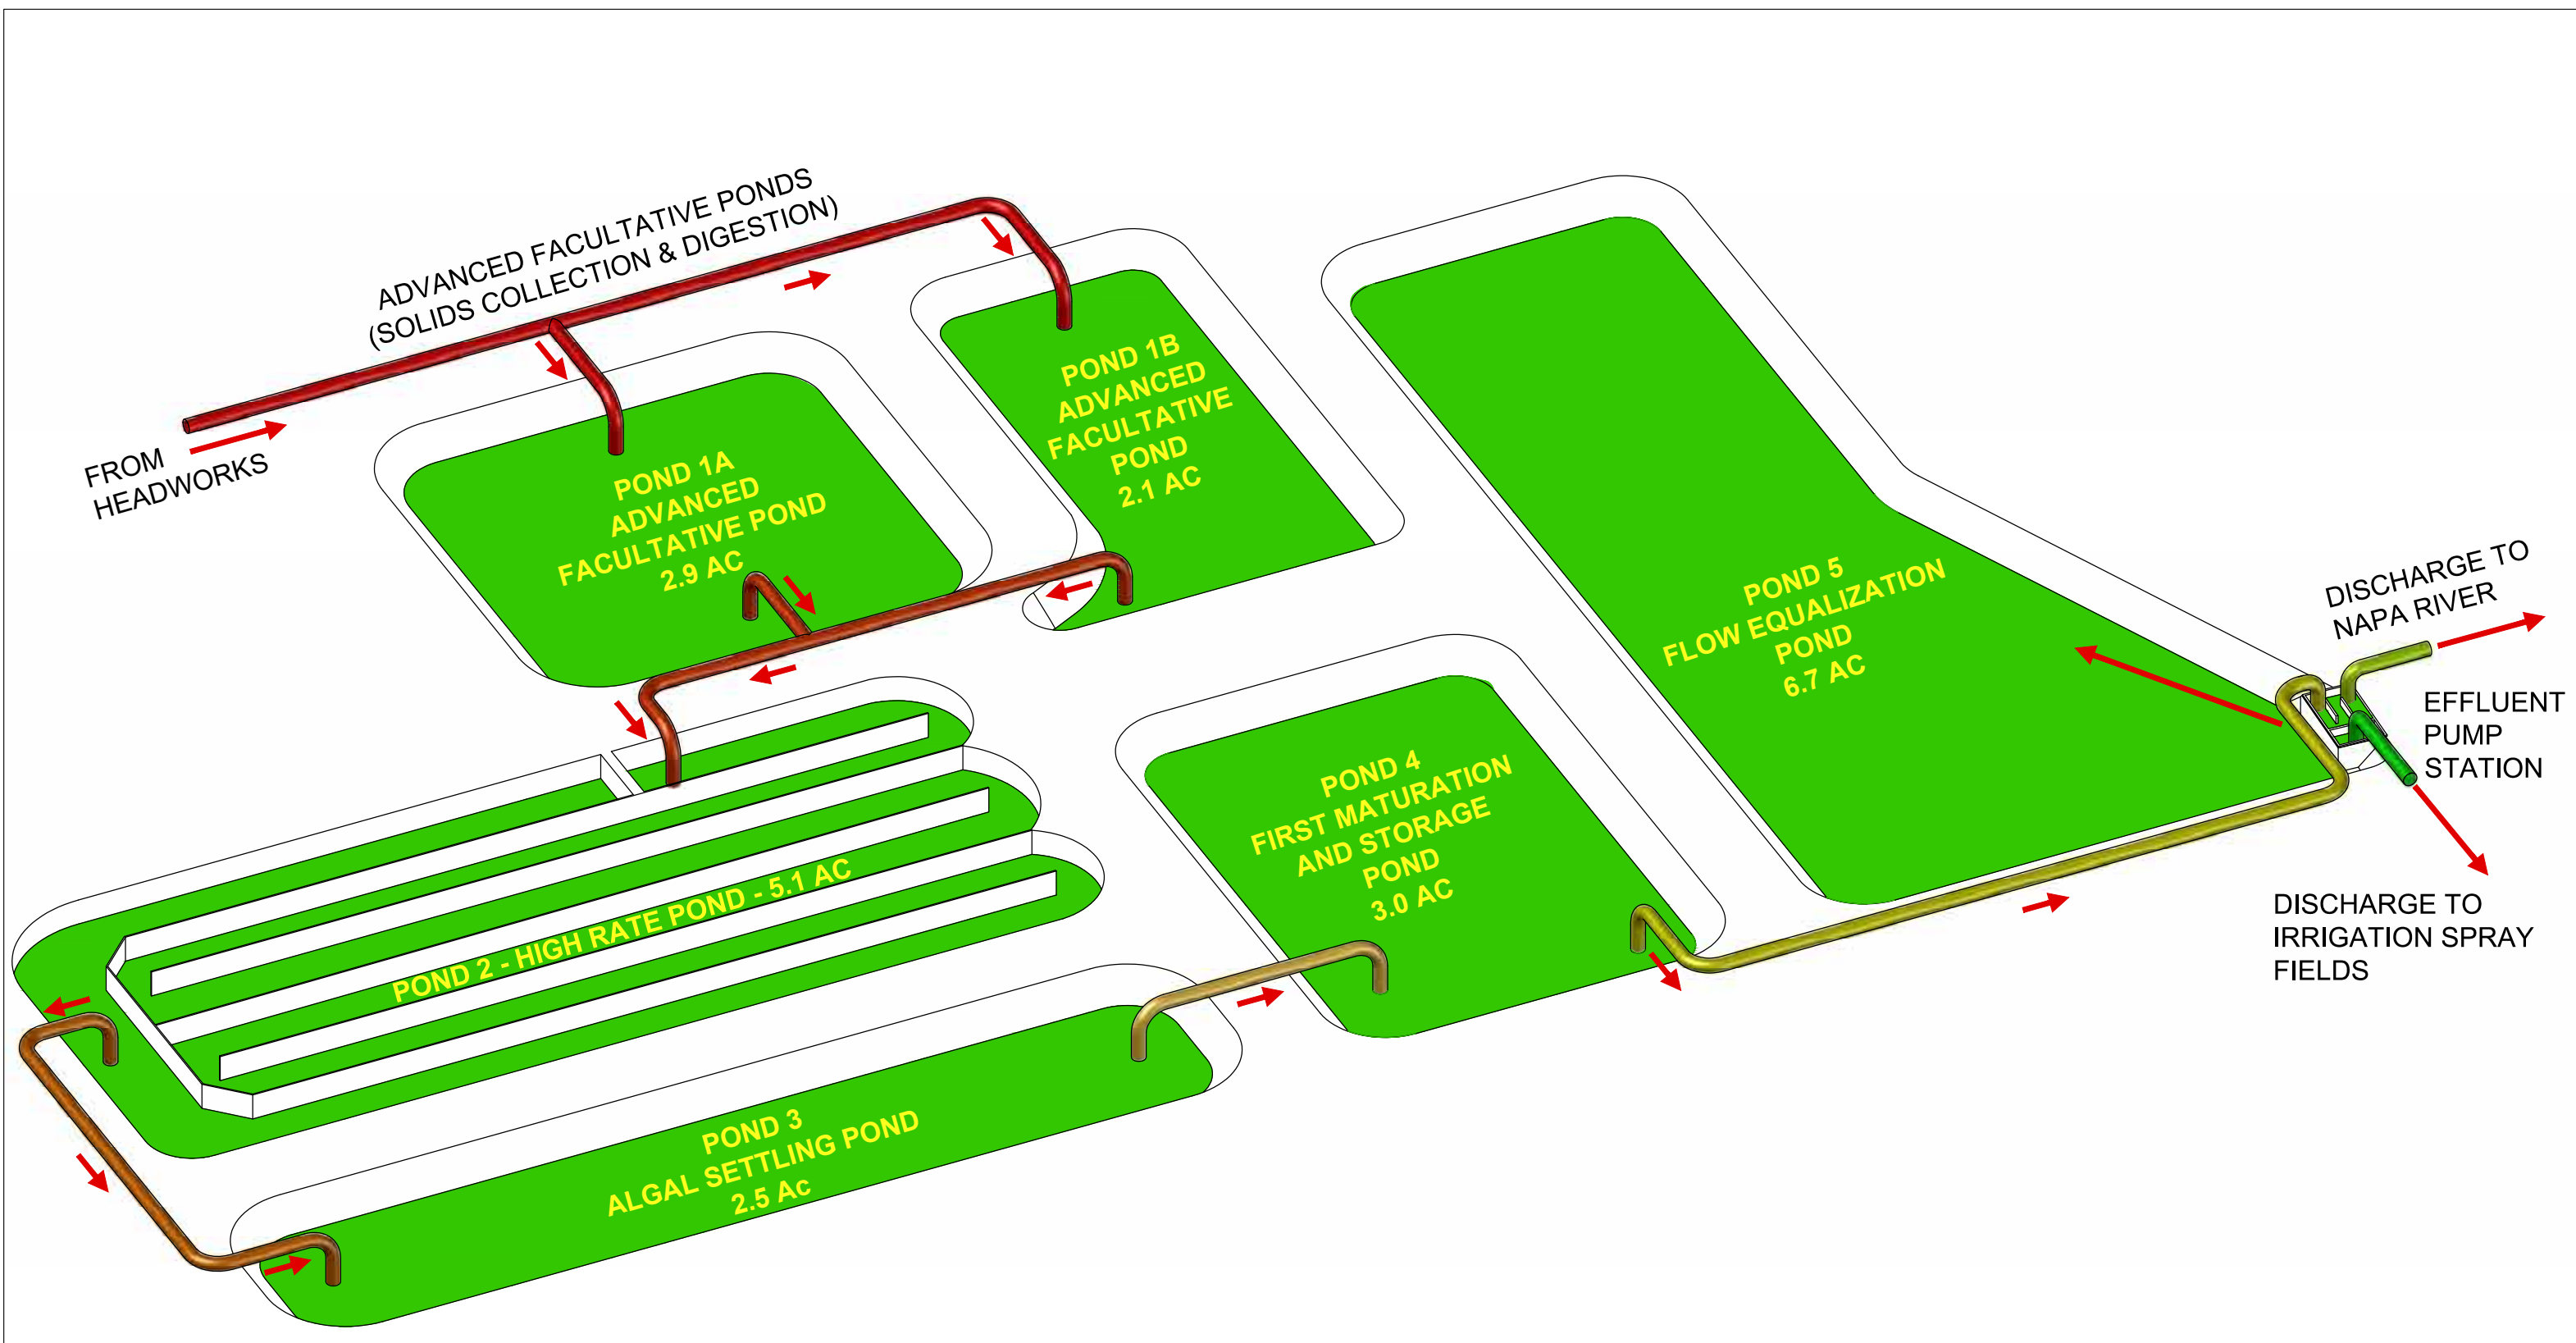 ADVANCED FACULTATIVE PONDS
(SOLIDS COLLECTION & DIGESTION)
FROM
HEADWORKS
POND 1A
ADVANCED
FACULTATIVE POND
2.9 AC
POND 1B
ADVANCED
FACULTATIVE
POND
2.1 AC
POND 5
FLOW EQUALIZATION
POND
6.7 AC
DISCHARGE TO
NAPA RIVER
EFFLUENT
PUMP
STATION
DISCHARGE TO
IRRIGATION SPRAY
FIELDS
POND 4
FIRST MATURATION
AND STORAGE
POND
3.0 AC
POND 2 - HIGH RATE POND - 5.1 AC
POND 3
ALGAL SETTLING POND
2.5 Ac